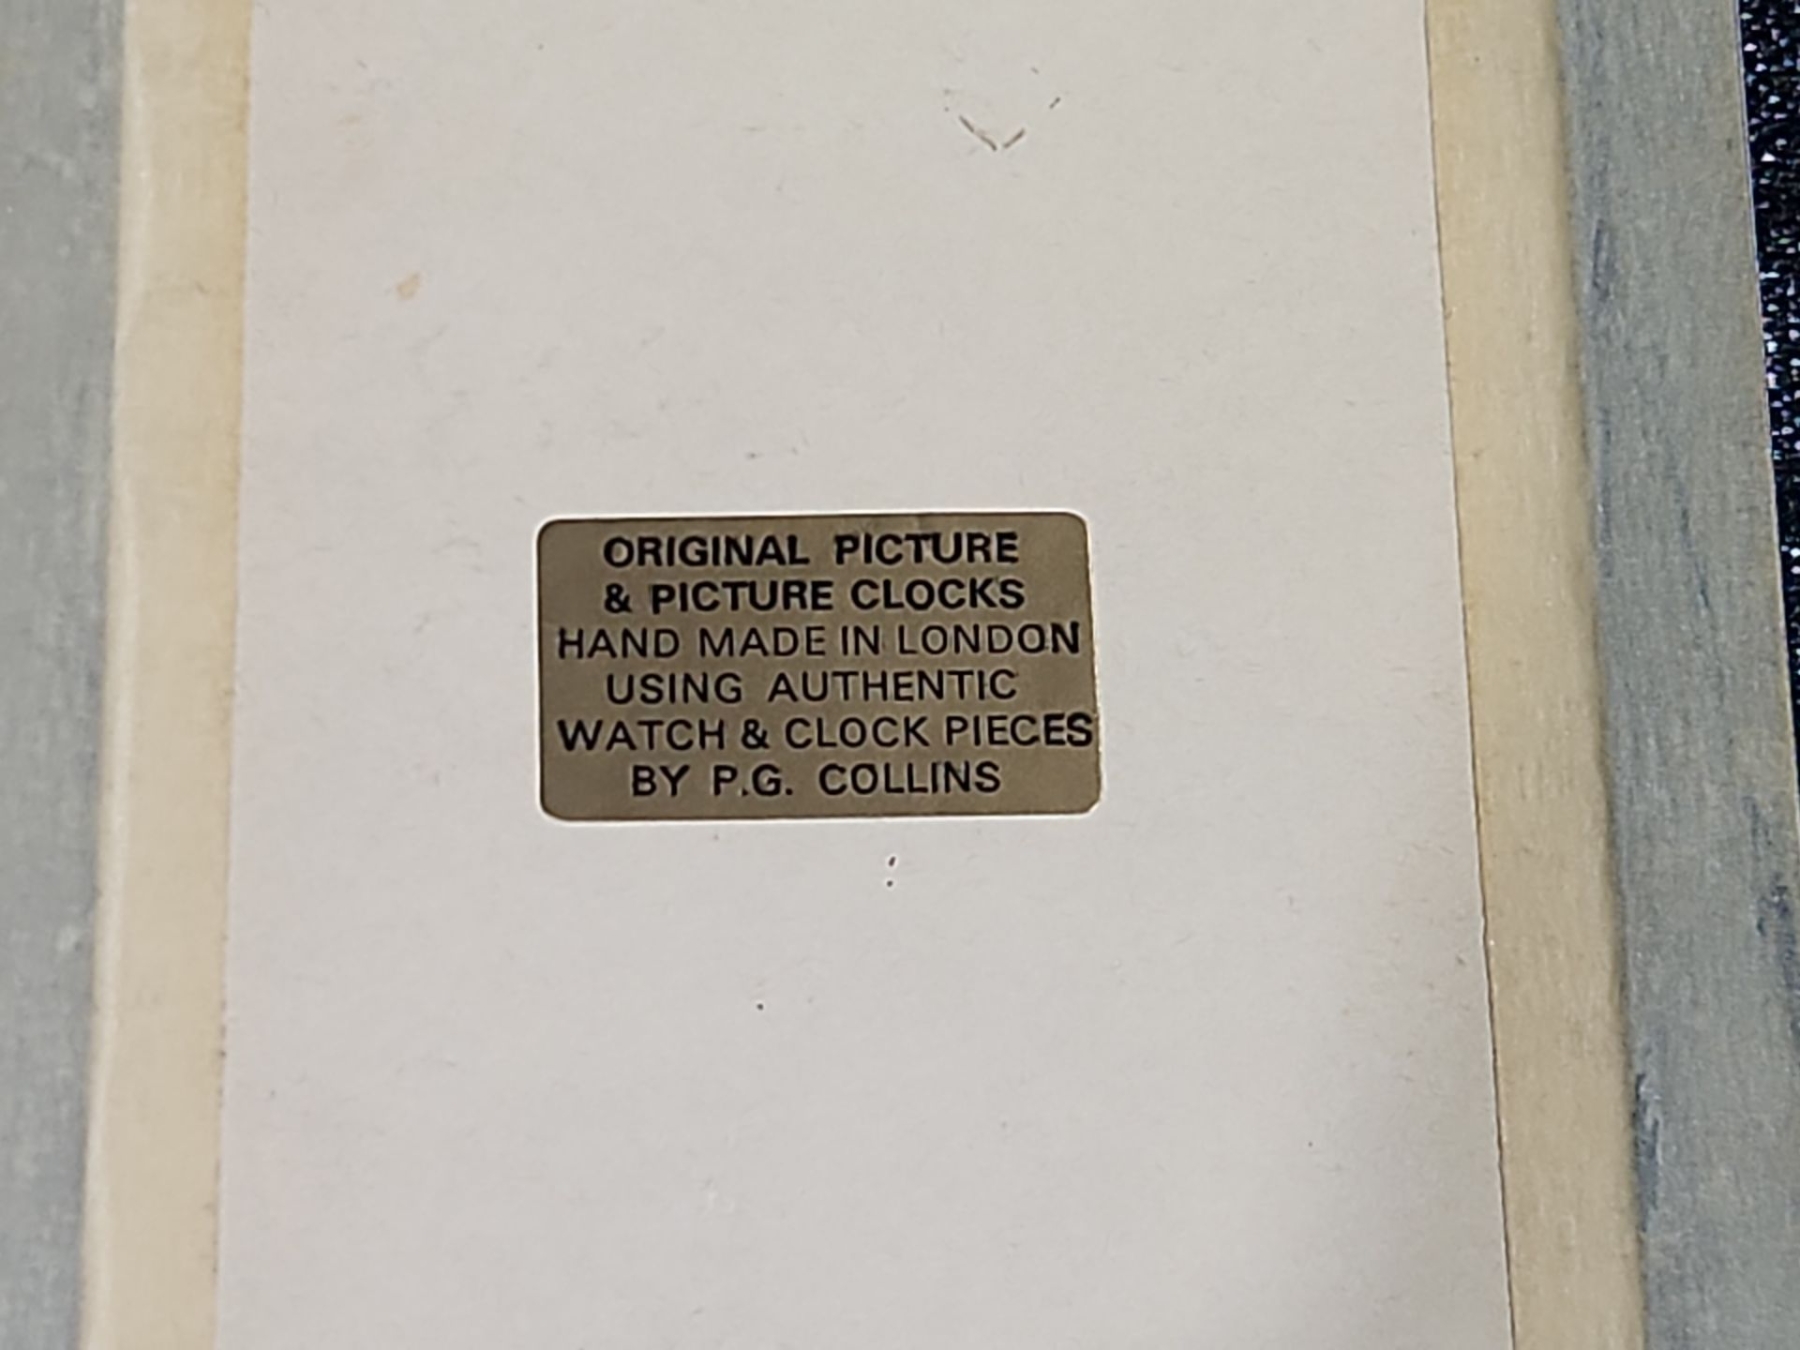 ORIGINAL PICTURE
& PICTURE CLOCKS
HAND MADE IN LONDON
USING AUTHENTIC
WATCH & CLOCK PIECES
BY P.G. COLLINS